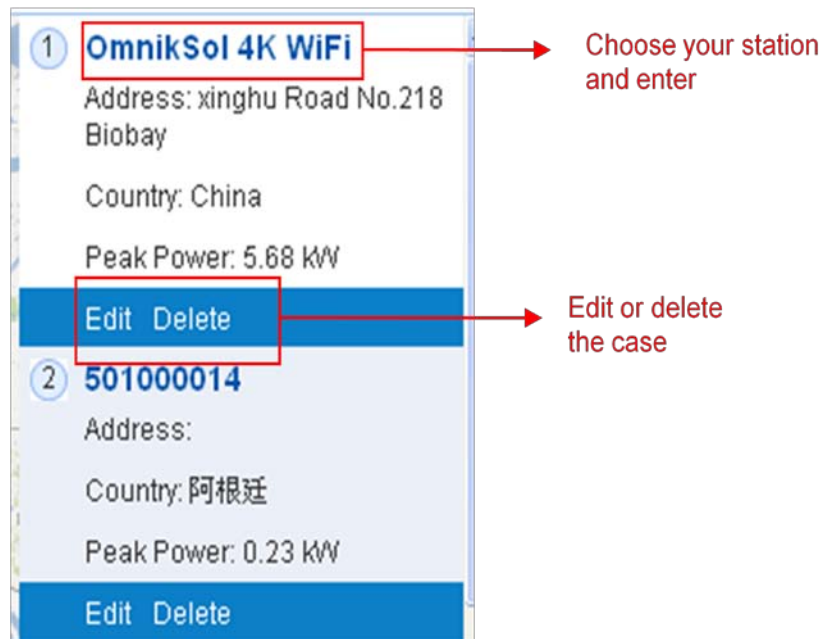 1 OmnikSol 4K WiFi
Address: xinghu Road No.218
Biobay
Country: China
Peak Power: 5.68 kW
Edit Delete
2 501000014
Address:
Country: 阿根廷
Peak Power: 0.23 kW
Edit Delete
Choose your station
and enter
Edit or delete
the case